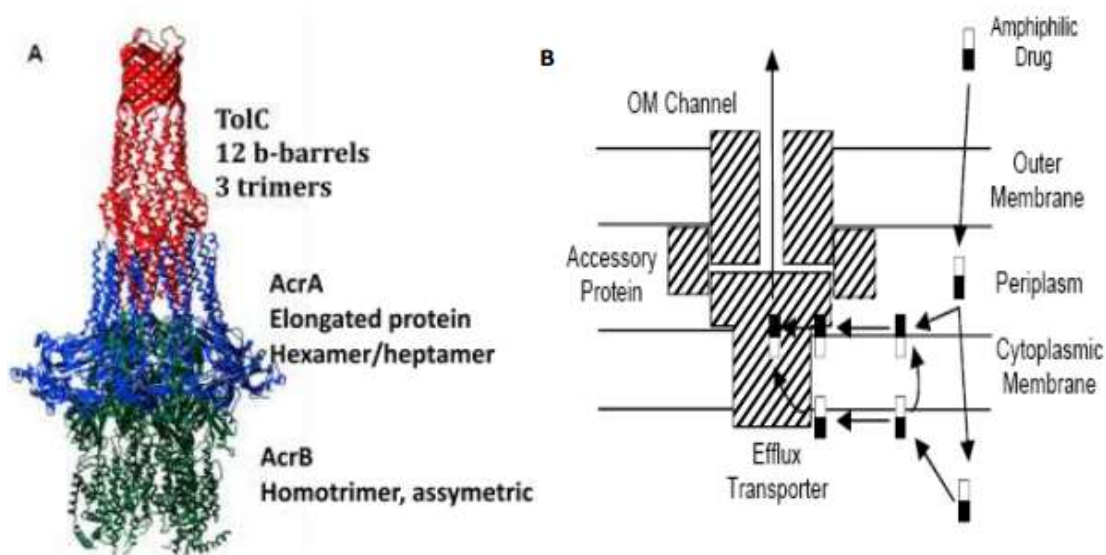 A
TolC
12 b-barrels
3 trimers
AcrA
Elongated protein
Hexamer/heptamer
AcrB
Homotrimer, assymetric
B
Amphiphilic
Drug
OM Channel
Outer
Membrane
Accessory
Protein
Periplasm
Cytoplasmic
Membrane
Efflux
Transporter